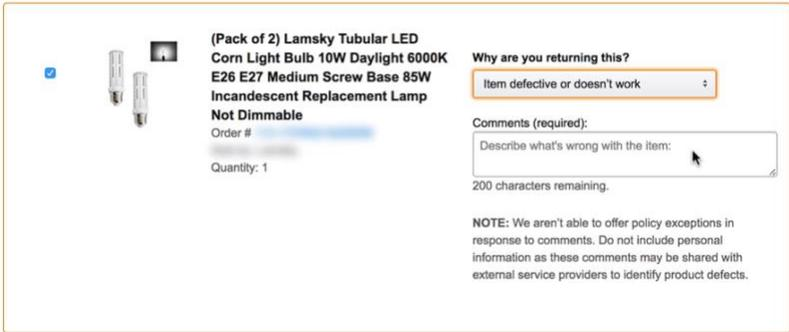 (Pack of 2) Lamsky Tubular LED
Corn Light Bulb 10W Daylight 6000K
E26 E27 Medium Screw Base 85W
Incandescent Replacement Lamp
Not Dimmable
Order #
Quantity: 1
Why are you returning this?
Item defective or doesn't work
Comments (required):
Describe what's wrong with the item:
200 characters remaining.
NOTE: We aren't able to offer policy exceptions in
response to comments. Do not include personal
information as these comments may be shared with
external service providers to identify product defects.